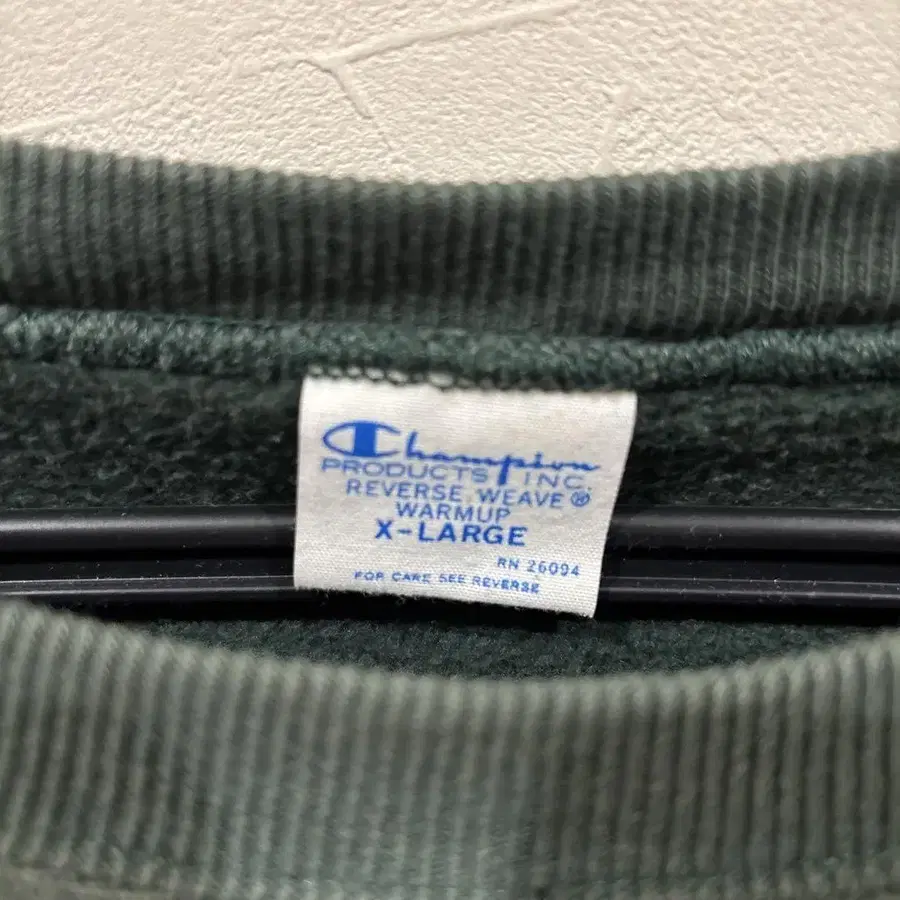 Champion
PRODUCTS INC.
REVERSE WEAVE®
WARMUP
X-LARGE
RN 26094
FOR CARE SEE REVERSE